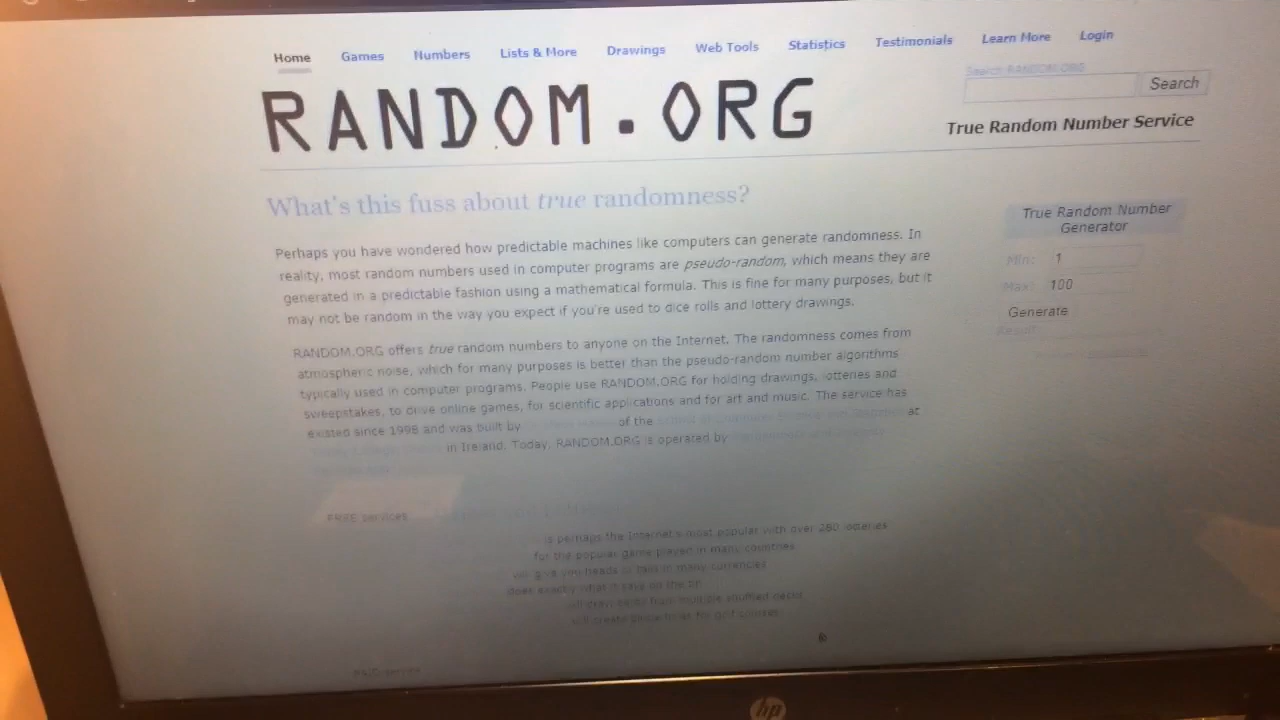 Home Games Numbers Lists & More Drawings Web Tools Statistics Testimonials Learn More Login
Search RANDOM.ORG
Search
RANDOM.ORG
True Random Number Service
What's this fuss about true randomness?
Perhaps you have wondered how predictable machines like computers can generate randomness. In
reality, most random numbers used in computer programs are pseudo-random, which means they are
generated in a predictable fashion using a mathematical formula. This is fine for many purposes, but it
may not be random in the way you expect if you're used to dice rolls and lottery drawings.
RANDOM.ORG offers true random numbers to anyone on the Internet. The randomness comes from
atmospheric noise, which for many purposes is better than the pseudo-random number algorithms
typically used in computer programs. People use RANDOM.ORG for holding drawings, lotteries and
sweepstakes, to drive online games, for scientific applications and for art and music. The service has
existed since 1998 and was built by of the at
in Ireland. Today, RANDOM.ORG is operated by
True Random Number
Generator
Min: 1
Max: 100
Generate
Result:
FREE services
is perhaps the Internet's most popular with over 260 lotteries
for the popular game played in many countries
will give you heads or tails in many currencies
does exactly what it says on the tin
will draw cards from multiple shuffled decks
will create for golf courses
PAID service
hp